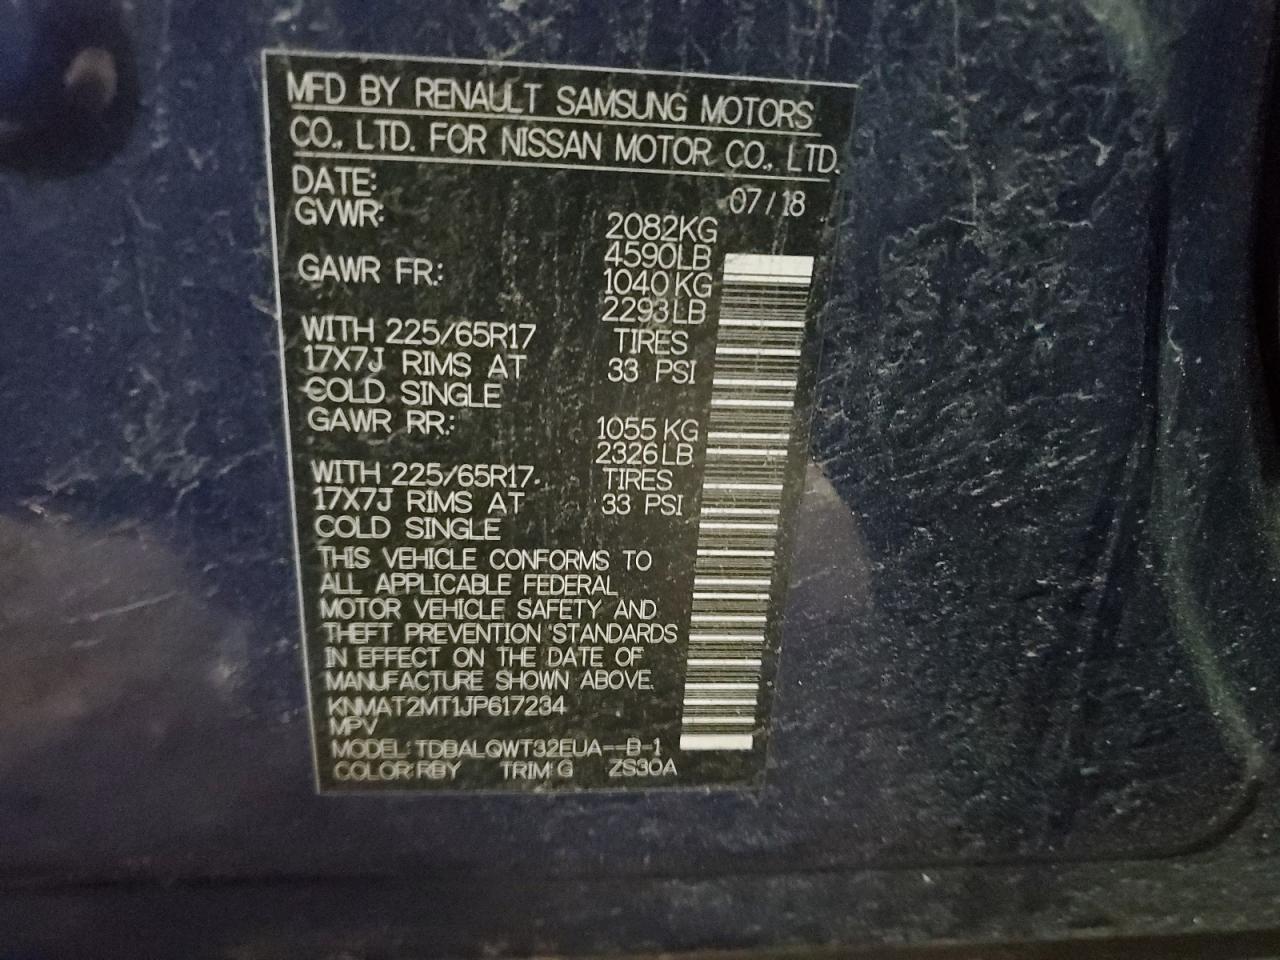 MFD BY RENAULT SAMSUNG MOTORS
CO., LTD. FOR NISSAN MOTOR CO., LTD.
DATE: 07/18
GVWR: 2082KG
4590LB
GAWR FR.: 1040KG
2293LB
WITH 225/65R17 TIRES
17X7J RIMS AT 33 PSI
COLD SINGLE
GAWR RR.: 1055KG
2326LB
WITH 225/65R17 TIRES
17X7J RIMS AT 33 PSI
COLD SINGLE
THIS VEHICLE CONFORMS TO
ALL APPLICABLE FEDERAL
MOTOR VEHICLE SAFETY AND
THEFT PREVENTION STANDARDS
IN EFFECT ON THE DATE OF
MANUFACTURE SHOWN ABOVE.
KNMAT2MT1JP617234
MPV
MODEL: TDBALQWT32EUA--B-1
COLOR:RBY TRIM:G ZS30A